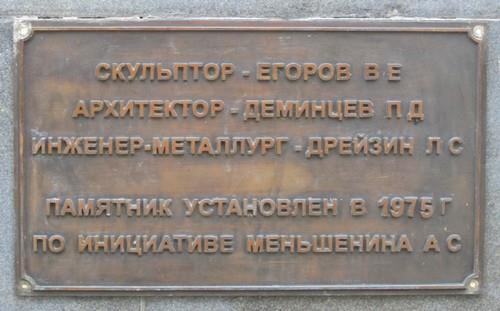 СКУЛЬПТОР - ЕГОРОВ В Е
АРХИТЕКТОР - ДЕМИНЦЕВ П Д
ИНЖЕНЕР-МЕТАЛЛУРГ - ДРЕЙЗИН Л С
ПАМЯТНИК УСТАНОВЛЕН В 1975 Г
ПО ИНИЦИАТИВЕ МЕНЬШЕНИНА А С